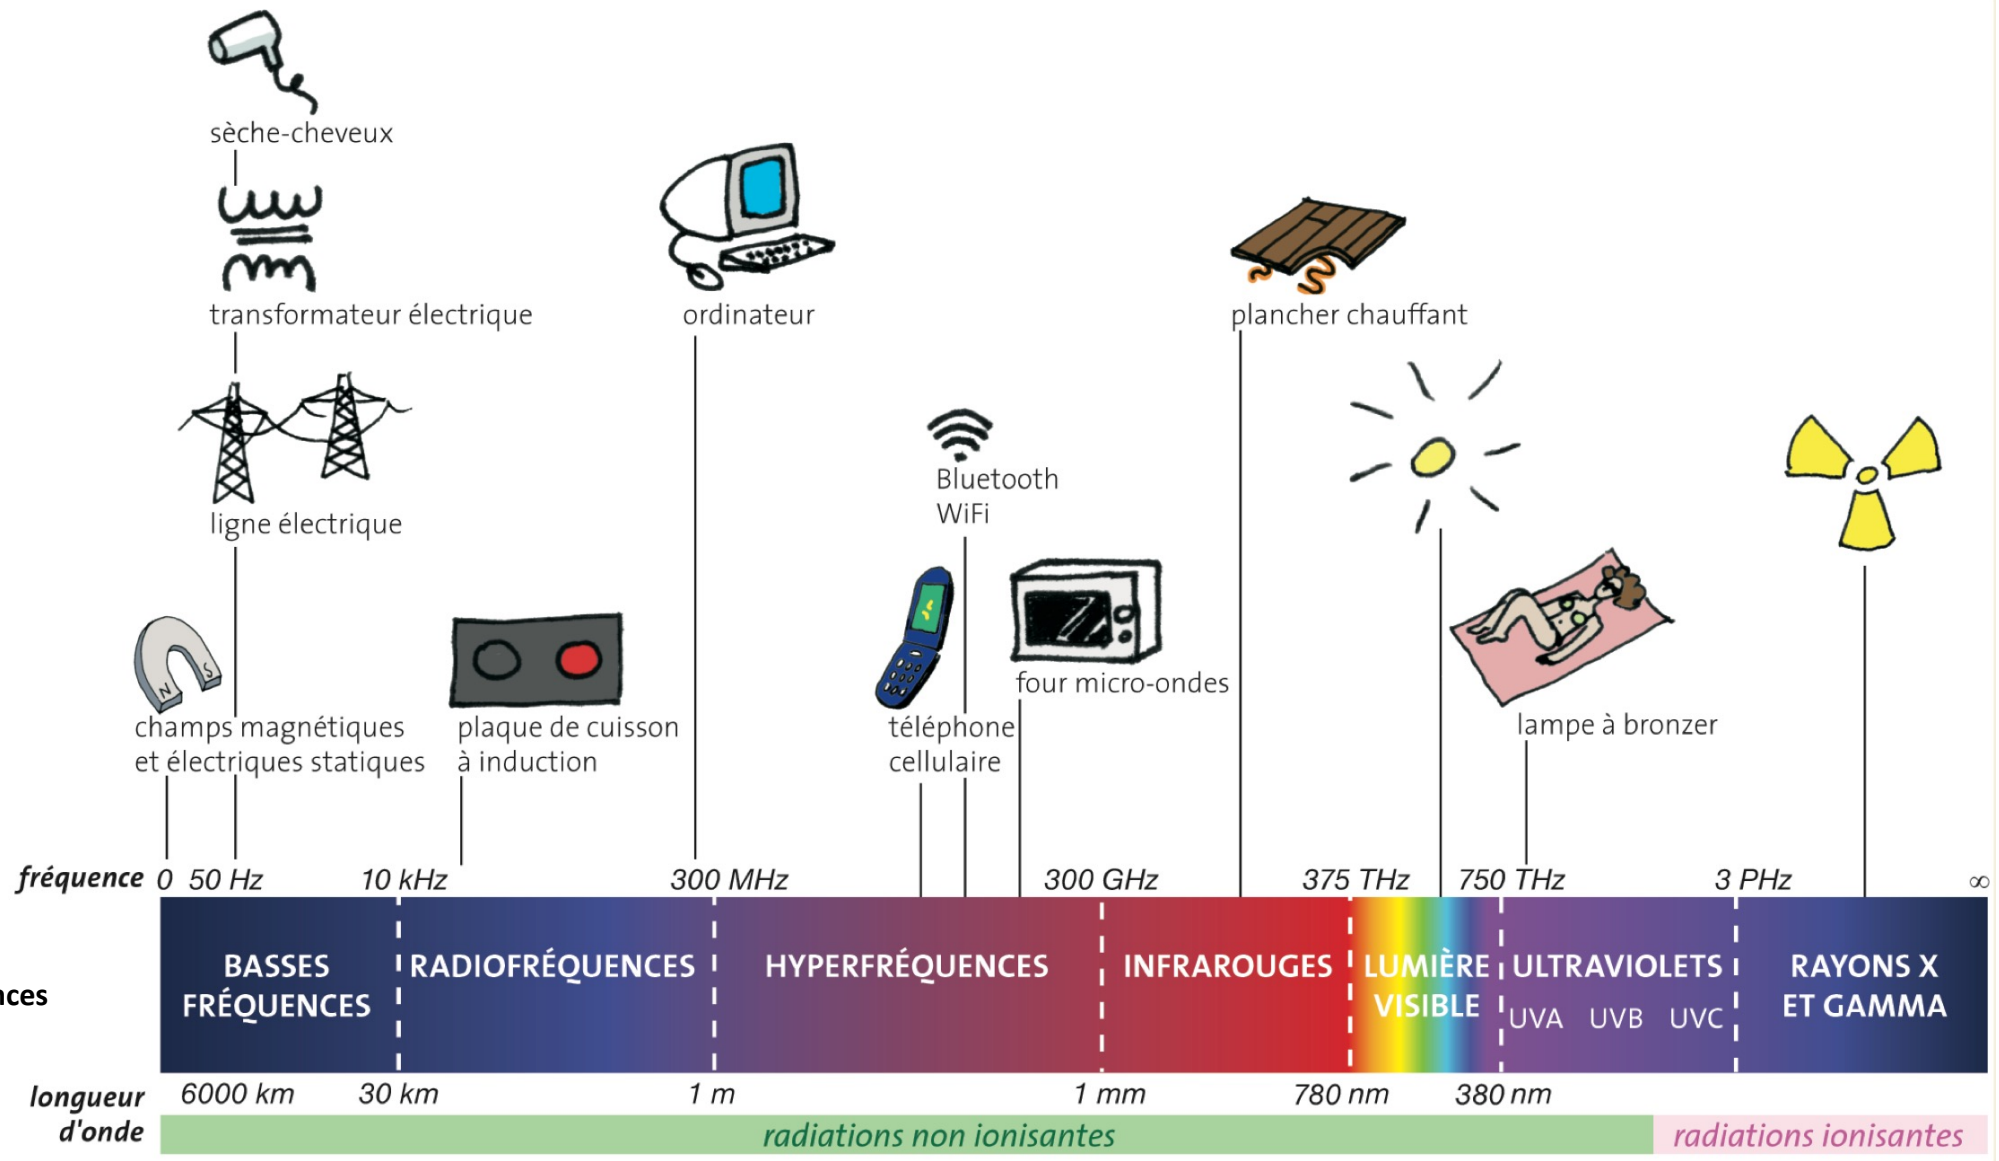 sèche-cheveux
transformateur électrique
ordinateur
plancher chauffant
ligne électrique
Bluetooth
WiFi
N S
champs magnétiques
et électriques statiques
plaque de cuisson
à induction
téléphone
cellulaire
four micro-ondes
lampe à bronzer
fréquence 0 50 Hz 10 kHz 300 MHz 300 GHz 375 THz 750 THz 3 PHz ∞
BASSES
FRÉQUENCES
RADIOFRÉQUENCES
HYPERFRÉQUENCES
INFRAROUGES
LUMIÈRE
VISIBLE
ULTRAVIOLETS
UVA UVB UVC
RAYONS X
ET GAMMA
nces
longueur
d'onde
6000 km 30 km 1 m 1 mm 780 nm 380 nm
radiations non ionisantes
radiations ionisantes